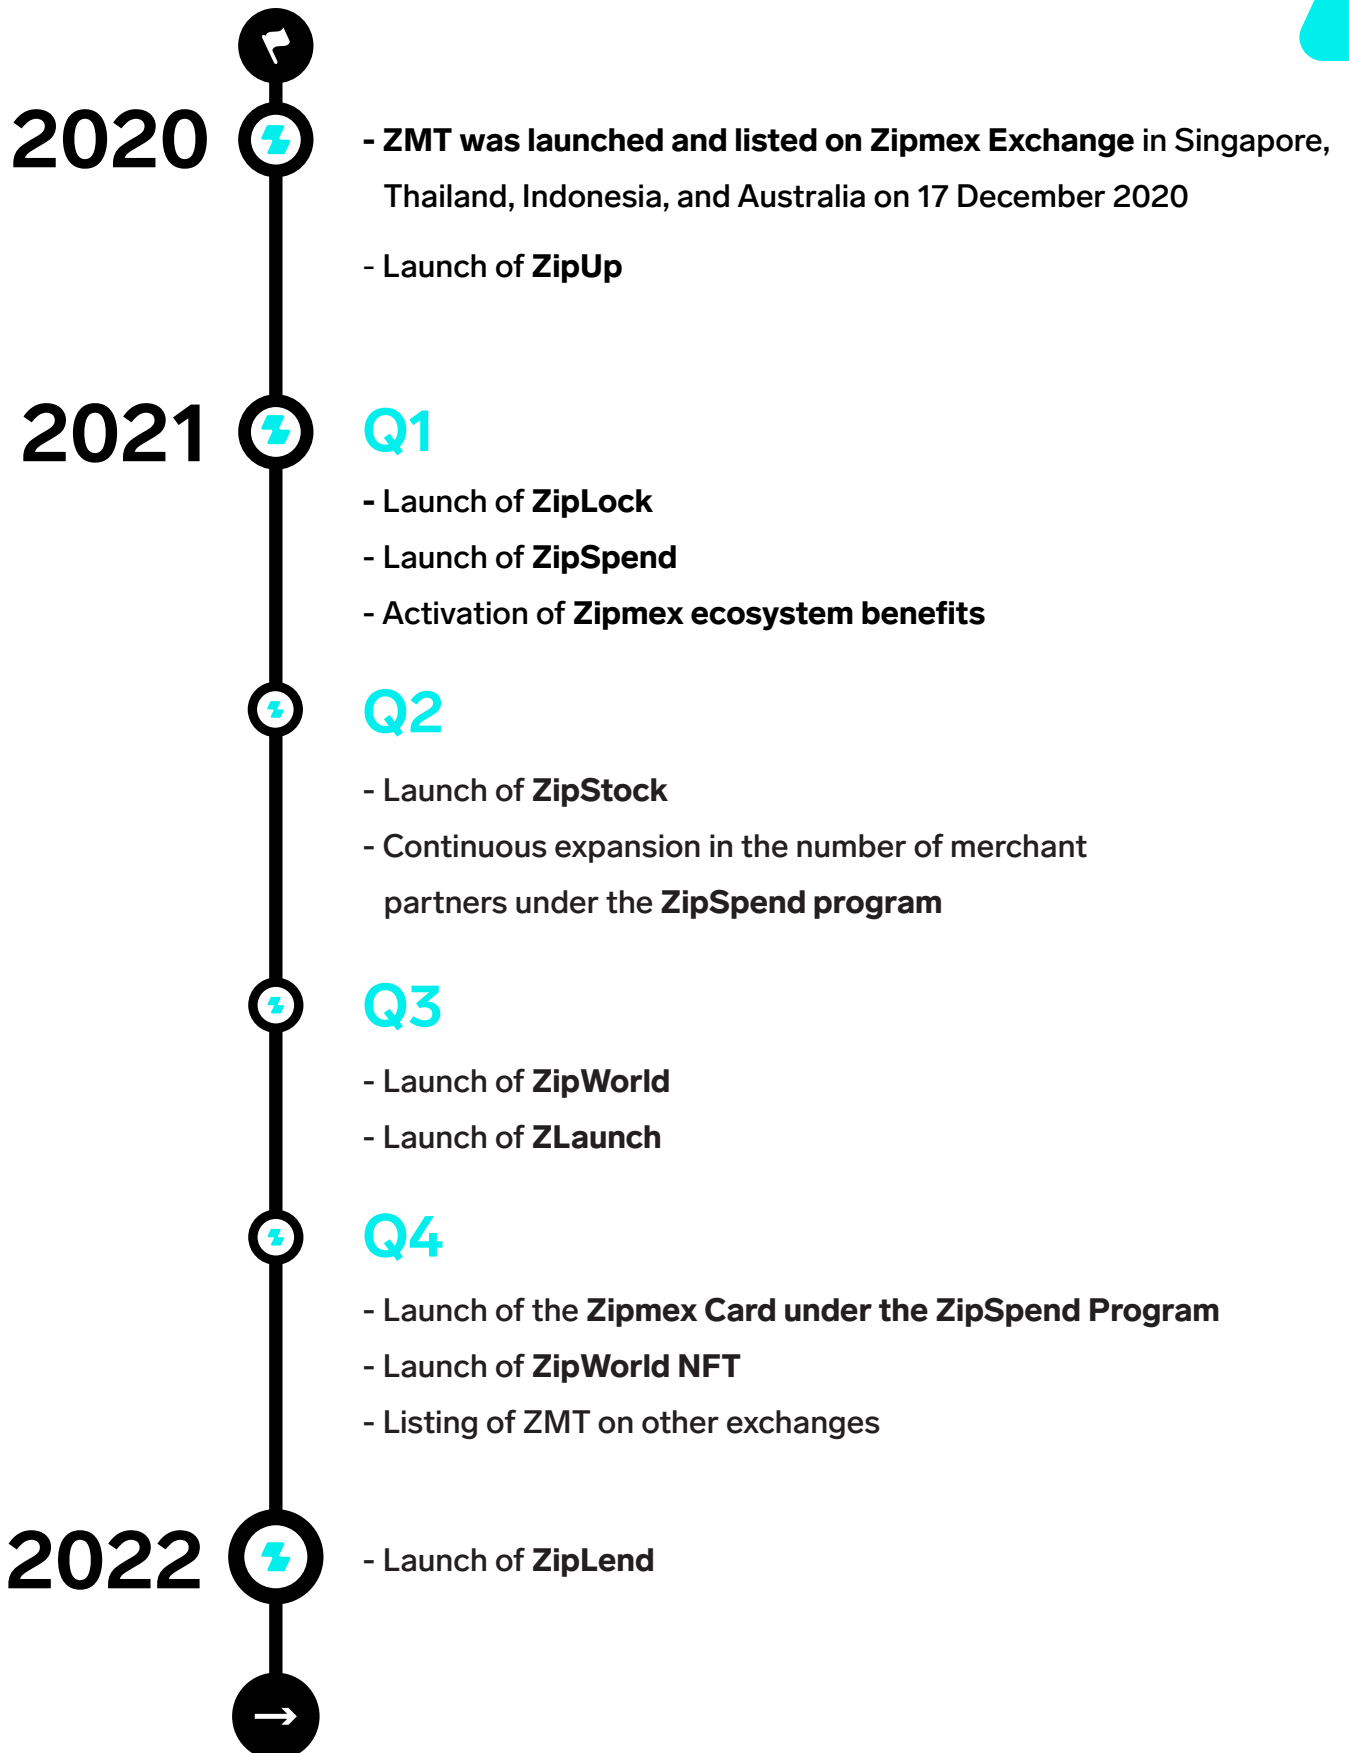 2020
- ZMT was launched and listed on Zipmex Exchange in Singapore,
Thailand, Indonesia, and Australia on 17 December 2020
- Launch of ZipUp
2021
Q1
- Launch of ZipLock
- Launch of ZipSpend
- Activation of Zipmex ecosystem benefits
Q2
- Launch of ZipStock
- Continuous expansion in the number of merchant
partners under the ZipSpend program
Q3
- Launch of ZipWorld
- Launch of ZLaunch
Q4
- Launch of the Zipmex Card under the ZipSpend Program
- Launch of ZipWorld NFT
- Listing of ZMT on other exchanges
2022
- Launch of ZipLend